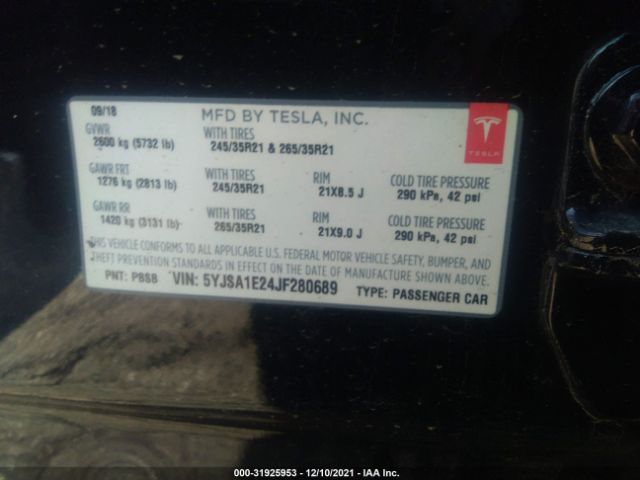 09/18
MFD BY TESLA, INC.
GVWR
2600 kg (5732 lb)
WITH TIRES
245/35R21 & 265/35R21
TESLA
GAWR FRT
1276 kg (2813 lb)
WITH TIRES
245/35R21
RIM
21X8.5 J
COLD TIRE PRESSURE
290 kPa, 42 psi
GAWR RR
1420 kg (3131 lb)
WITH TIRES
265/35R21
RIM
21X9.0 J
COLD TIRE PRESSURE
290 kPa, 42 psi
THIS VEHICLE CONFORMS TO ALL APPLICABLE U.S. FEDERAL MOTOR VEHICLE SAFETY, BUMPER, AND
THEFT PREVENTION STANDARDS IN EFFECT ON THE DATE OF MANUFACTURE SHOWN ABOVE.
PNT: PBSB VIN: 5YJSA1E24JF280689 TYPE: PASSENGER CAR
000-31925953 - 12/10/2021 - IAA Inc.